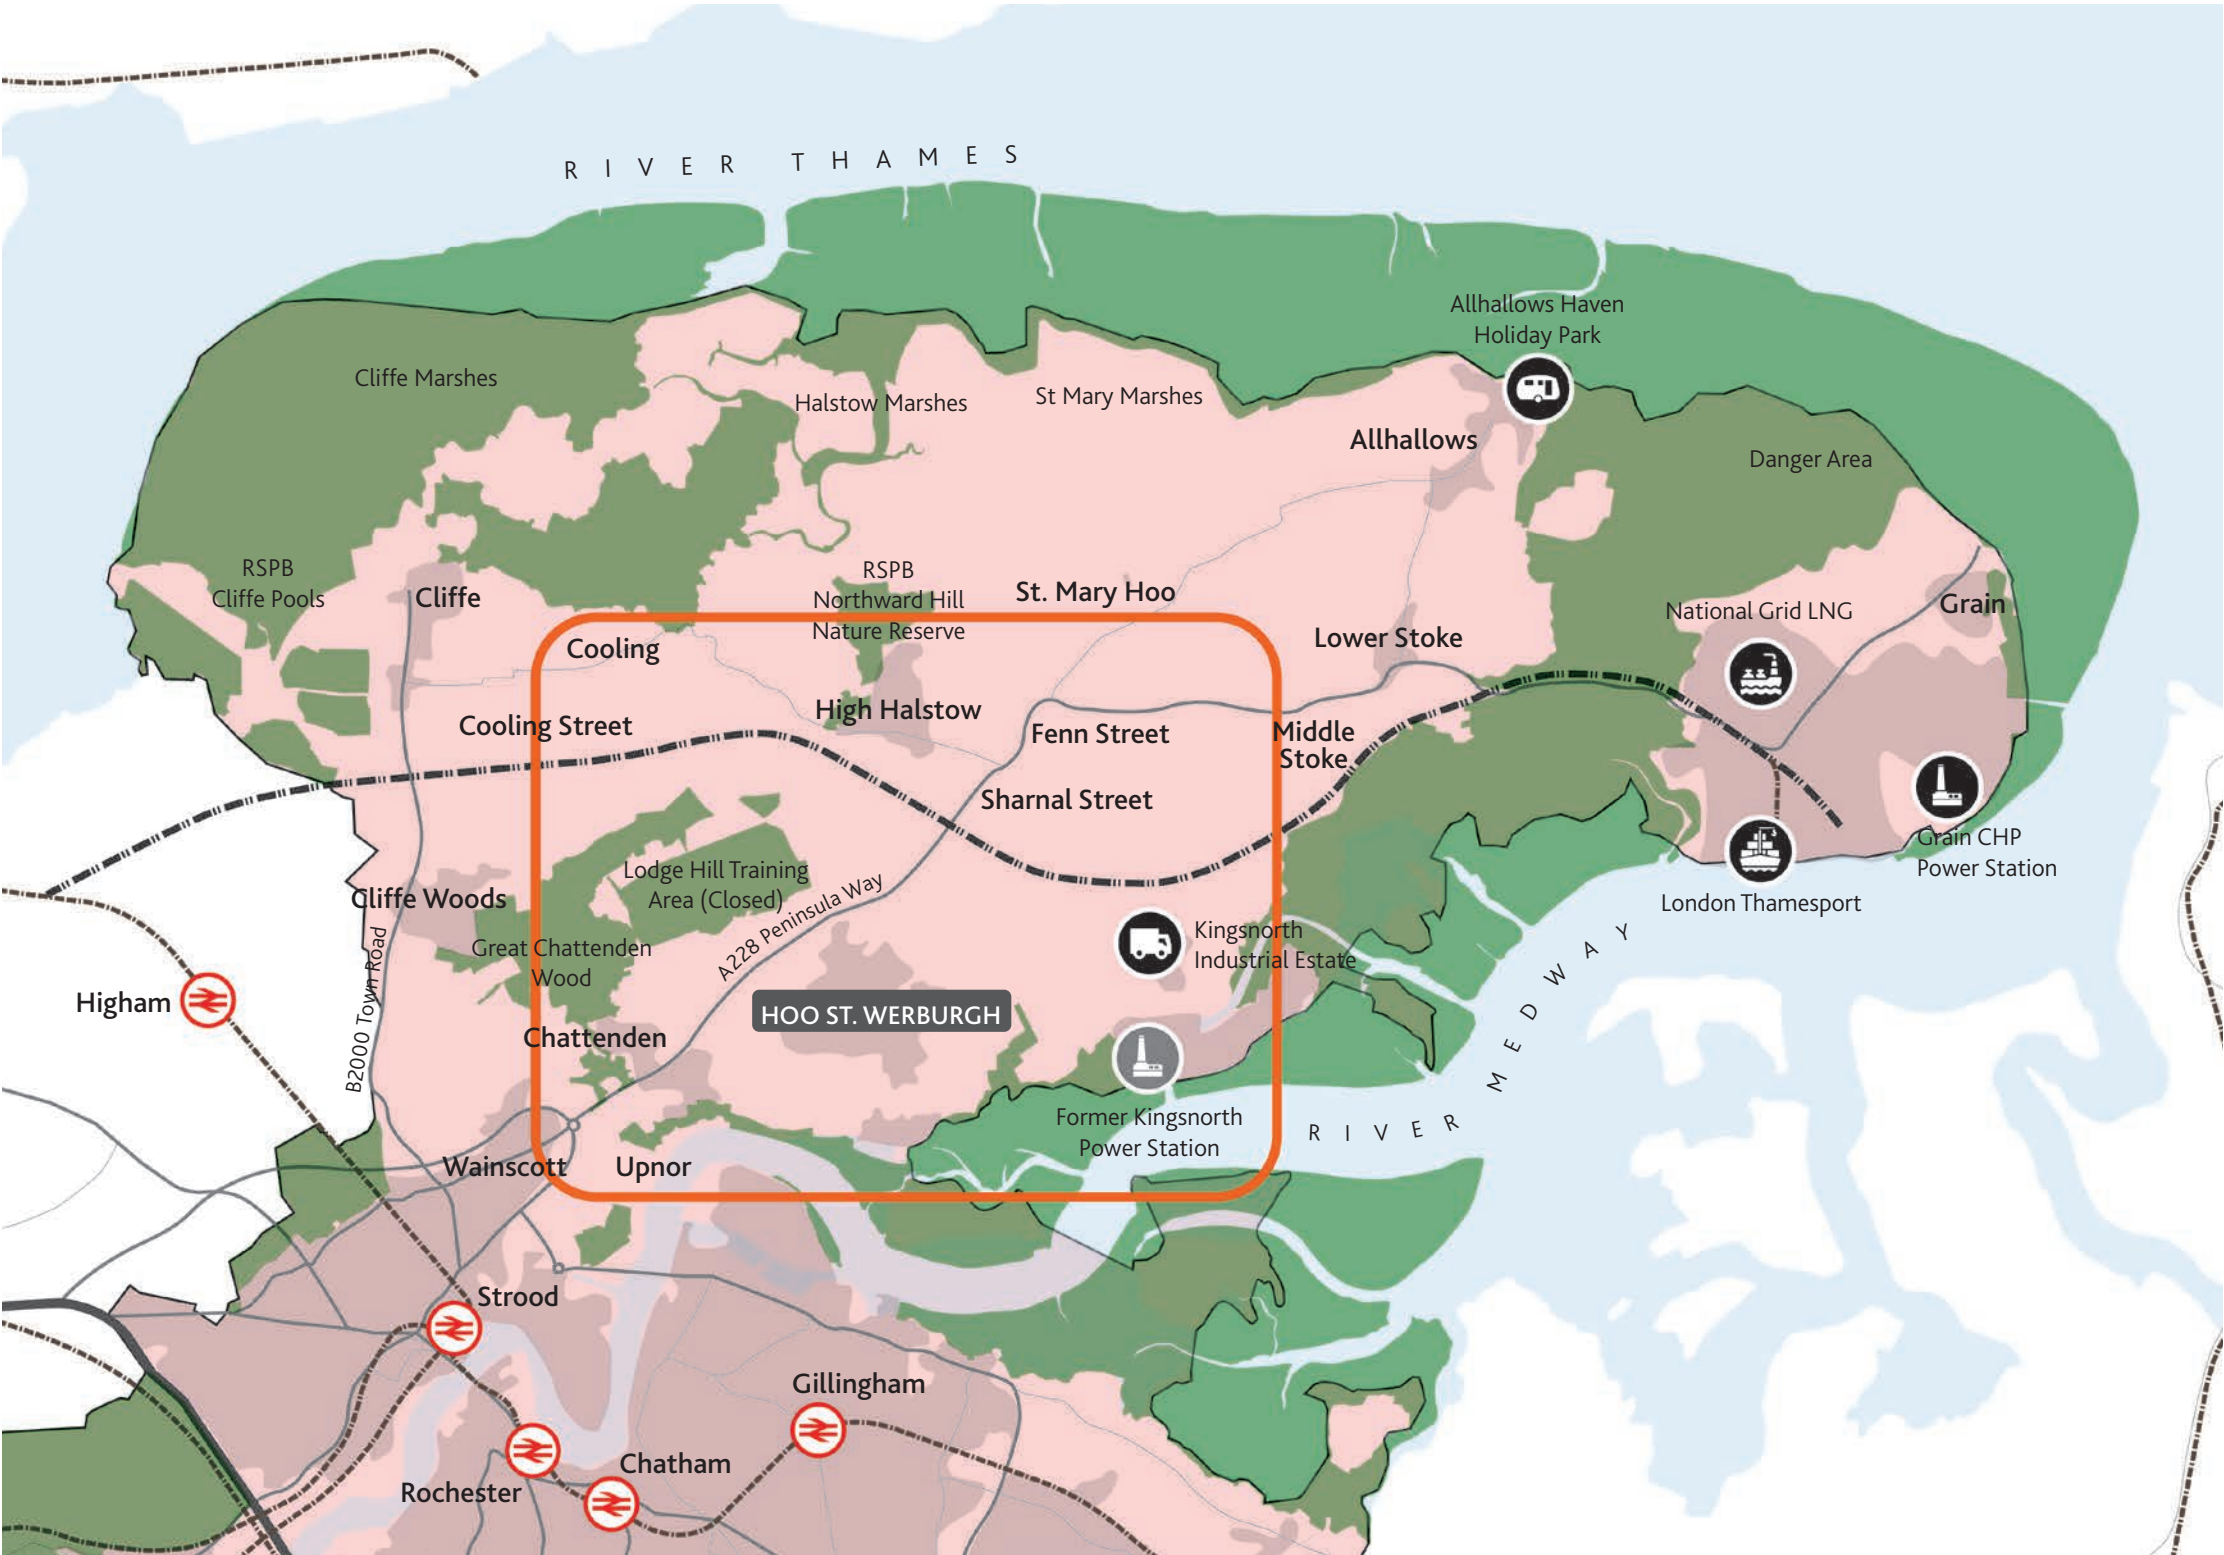 RIVER THAMES
Allhallows Haven
Holiday Park
Cliffe Marshes
Halstow Marshes
St Mary Marshes
Allhallows
Danger Area
RSPB
Cliffe Pools
Cliffe
RSPB
Northward Hill
Nature Reserve
St. Mary Hoo
National Grid LNG
Grain
Cooling
Lower Stoke
Cooling Street
High Halstow
Fenn Street
Middle
Stoke
Sharnal Street
Grain CHP
Power Station
London Thamesport
Cliffe Woods
Lodge Hill Training
Area (Closed)
A228 Peninsula Way
Great Chattenden
Wood
Kingsnorth
Industrial Estate
Higham
B2000 Town Road
HOO ST. WERBURGH
Chattenden
RIVER MEDWAY
Former Kingsnorth
Power Station
Wainscott
Upnor
Strood
Gillingham
Chatham
Rochester